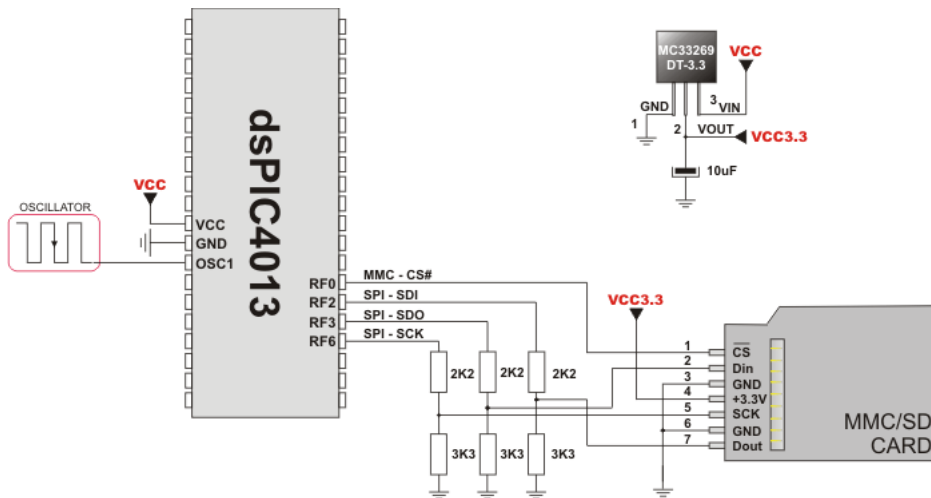 MC33269
DT-3.3
VCC
GND
3
VIN
1
2
VOUT
VCC3.3
10uF
dsPIC4013
VCC
OSCILLATOR
VCC
GND
OSC1
RF0
MMC - CS#
RF2
SPI - SDI
RF3
SPI - SDO
RF6
SPI - SCK
VCC3.3
2K2
2K2
2K2
3K3
3K3
3K3
1
CS
2
Din
3
GND
4
+3.3V
5
SCK
6
GND
7
Dout
MMC/SD
CARD